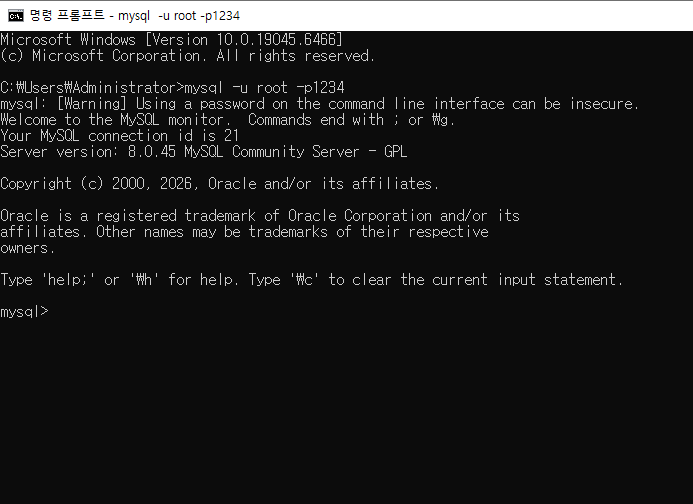 명령 프롬프트 - mysql  -u root -p1234
Microsoft Windows [Version 10.0.19045.6466]
(c) Microsoft Corporation. All rights reserved.
C:₩Users₩Administrator>mysql -u root -p1234
mysql: [Warning] Using a password on the command line interface can be insecure.
Welcome to the MySQL monitor.  Commands end with ; or ₩g.
Your MySQL connection id is 21
Server version: 8.0.45 MySQL Community Server - GPL
Copyright (c) 2000, 2026, Oracle and/or its affiliates.
Oracle is a registered trademark of Oracle Corporation and/or its
affiliates. Other names may be trademarks of their respective
owners.
Type 'help;' or '₩h' for help. Type '₩c' to clear the current input statement.
mysql>